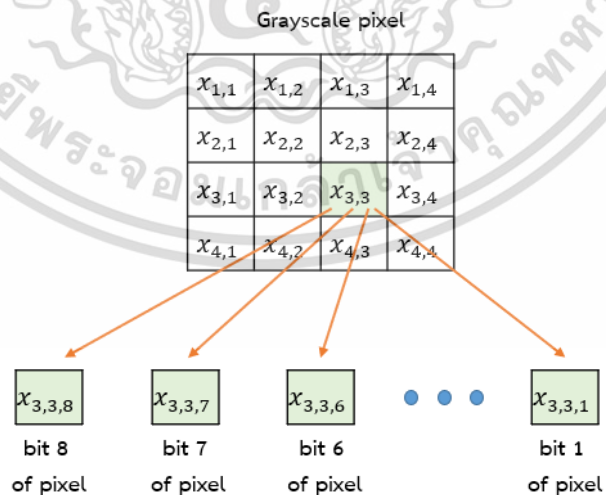 Grayscale pixel
x₁,₁ x₁,₂ x₁,₃ x₁,₄
x₂,₁ x₂,₂ x₂,₃ x₂,₄
x₃,₁ x₃,₂ x₃,₃ x₃,₄
x₄,₁ x₄,₂ x₄,₃ x₄,₄
x₃,₃,₈ x₃,₃,₇ x₃,₃,₆ x₃,₃,₁
bit 8 bit 7 bit 6 bit 1
of pixel of pixel of pixel of pixel